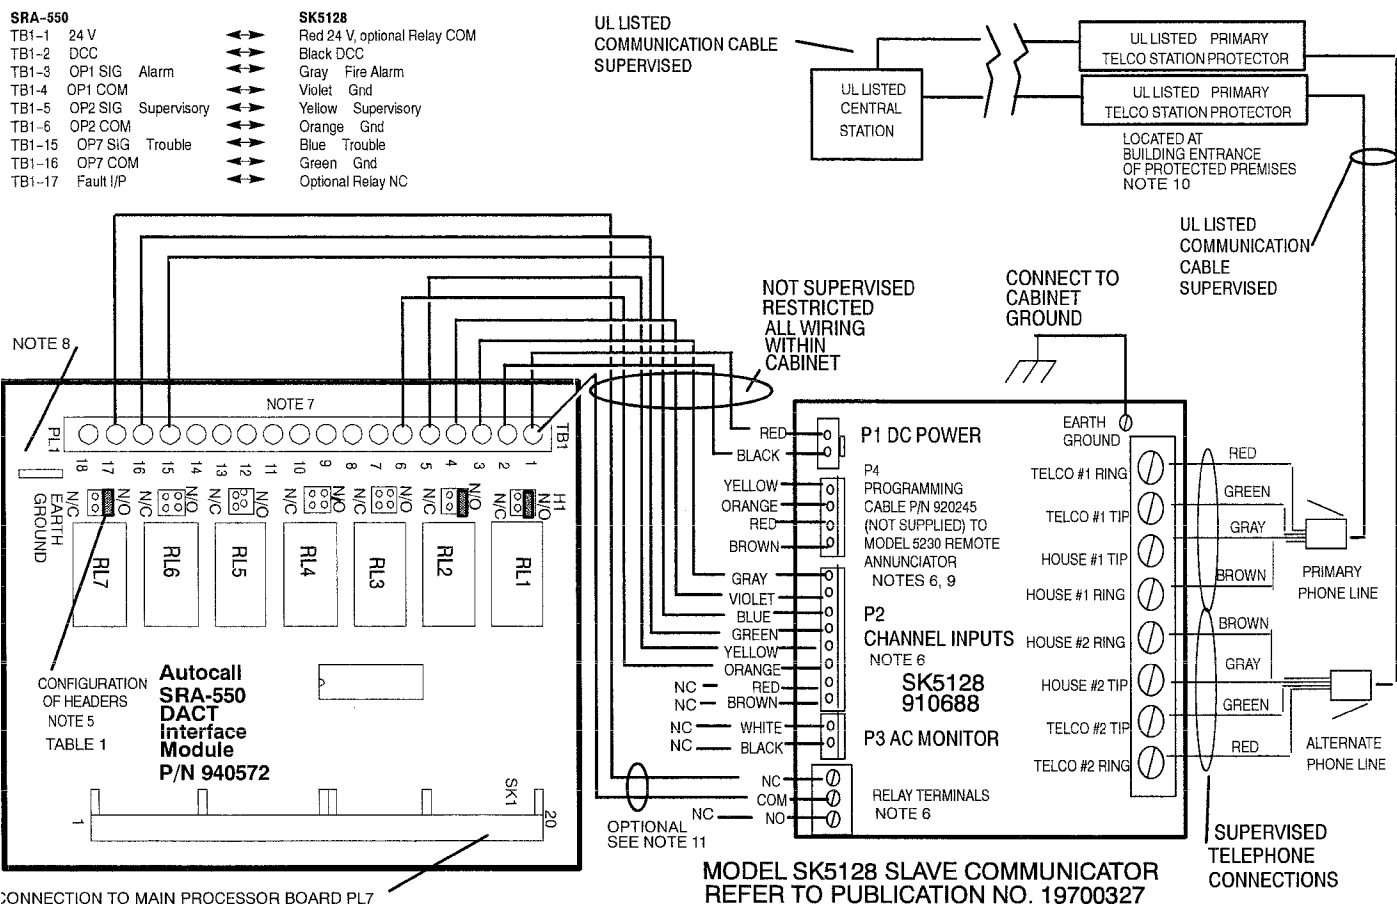 SRA-550 SK5128
TB1-1 24 V Red 24 V, optional Relay COM
TB1-2 DCC Black DCC
TB1-3 OP1 SIG Alarm Gray Fire Alarm
TB1-4 OP1 COM Violet Gnd
TB1-5 OP2 SIG Supervisory Yellow Supervisory
TB1-6 OP2 COM Orange Gnd
TB1-15 OP7 SIG Trouble Blue Trouble
TB1-16 OP7 COM Green Gnd
TB1-17 Fault I/P Optional Relay NC
UL LISTED
COMMUNICATION CABLE
SUPERVISED
UL LISTED
CENTRAL
STATION
UL LISTED PRIMARY
TELCO STATION PROTECTOR
UL LISTED PRIMARY
TELCO STATION PROTECTOR
LOCATED AT
BUILDING ENTRANCE
OF PROTECTED PREMISES
NOTE 10
UL LISTED
COMMUNICATION
CABLE
SUPERVISED
NOT SUPERVISED
RESTRICTED
ALL WIRING
WITHIN
CABINET
CONNECT TO
CABINET
GROUND
NOTE 8
NOTE 7
PL1
TB1
18 17 16 15 14 13 12 11 10 9 8 7 6 5 4 3 2 1
EARTH
GROUND
N/C N/O N/C N/O N/C N/O N/C N/O N/C N/O N/C N/O N/C N/O
H1
RL7 RL6 RL5 RL4 RL3 RL2 RL1
CONFIGURATION
OF HEADERS
NOTE 5
TABLE 1
Autocall
SRA-550
DACT
Interface
Module
P/N 940572
SK1
1 20
CONNECTION TO MAIN PROCESSOR BOARD PL7
RED
BLACK
P1 DC POWER
YELLOW
ORANGE
RED
BROWN
P4
PROGRAMMING
CABLE P/N 920245
(NOT SUPPLIED) TO
MODEL 5230 REMOTE
ANNUNCIATOR
NOTES 6, 9
GRAY
VIOLET
BLUE
GREEN
YELLOW
ORANGE
NC RED
NC BROWN
P2
CHANNEL INPUTS
NOTE 6
SK5128
910688
NC WHITE
NC BLACK
P3 AC MONITOR
NC
COM
NC NO
RELAY TERMINALS
NOTE 6
OPTIONAL
SEE NOTE 11
EARTH
GROUND
TELCO #1 RING
TELCO #1 TIP
HOUSE #1 TIP
HOUSE #1 RING
HOUSE #2 RING
HOUSE #2 TIP
TELCO #2 TIP
TELCO #2 RING
RED
GREEN
GRAY
BROWN
BROWN
GRAY
GREEN
RED
PRIMARY
PHONE LINE
ALTERNATE
PHONE LINE
SUPERVISED
TELEPHONE
CONNECTIONS
MODEL SK5128 SLAVE COMMUNICATOR
REFER TO PUBLICATION NO. 19700327